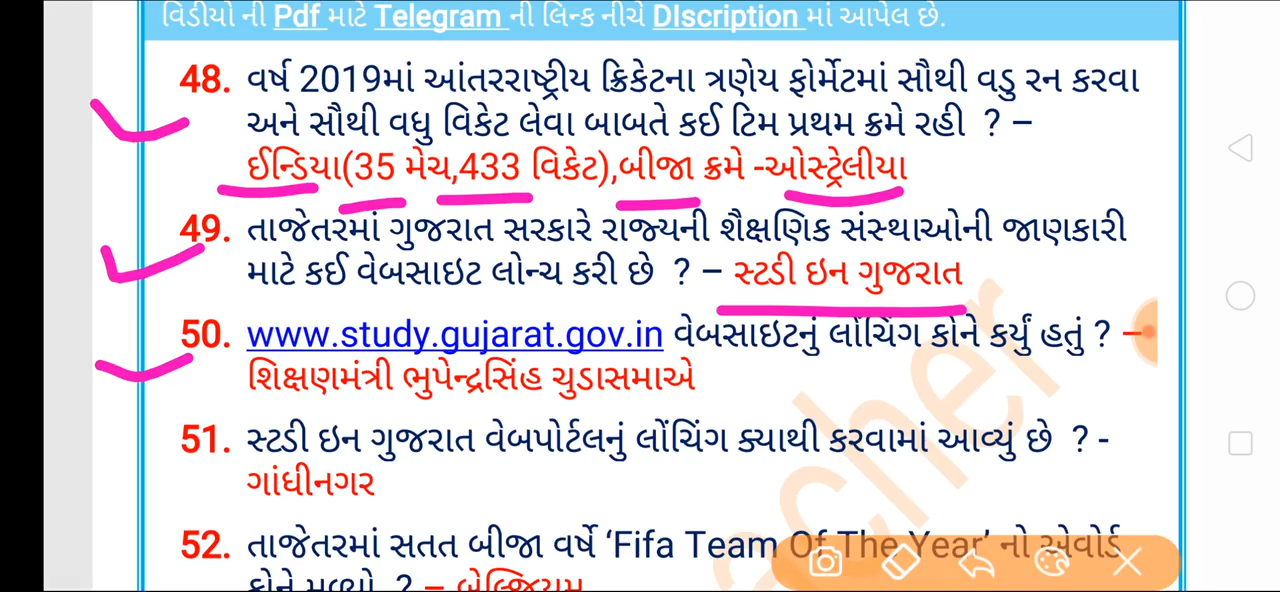 વિડીયો ની Pdf માટે Telegram ની લિન્ક નીચે DIscription માં આપેલ છે.
48. વર્ષ 2019માં આંતરરાષ્ટ્રીય ક્રિકેટના ત્રણેય ફોર્મેટમાં સૌથી વડુ રન કરવા
અને સૌથી વધુ વિકેટ લેવા બાબતે કઈ ટિમ પ્રથમ ક્રમે રહી ? –
ઈન્ડિયા(35 મેચ,433 વિકેટ),બીજા ક્રમે -ઓસ્ટ્રેલીયા
49. તાજેતરમાં ગુજરાત સરકારે રાજ્યની શૈક્ષણિક સંસ્થાઓની જાણકારી
માટે કઈ વેબસાઇટ લોન્ચ કરી છે ? – સ્ટડી ઇન ગુજરાત
50. www.study.gujarat.gov.in વેબસાઇટનું લોંચિંગ કોને કર્યું હતું ? –
શિક્ષણમંત્રી ભુપેન્દ્રસિંહ ચુડાસમાએ
51. સ્ટડી ઇન ગુજરાત વેબપોર્ટલનું લોંચિંગ ક્યાથી કરવામાં આવ્યું છે ? -
ગાંધીનગર
52. તાજેતરમાં સતત બીજા વર્ષે ‘Fifa Team Of The Year’ નો એવોર્ડ
કોને મળ્યો ? – બેલ્જિયમ